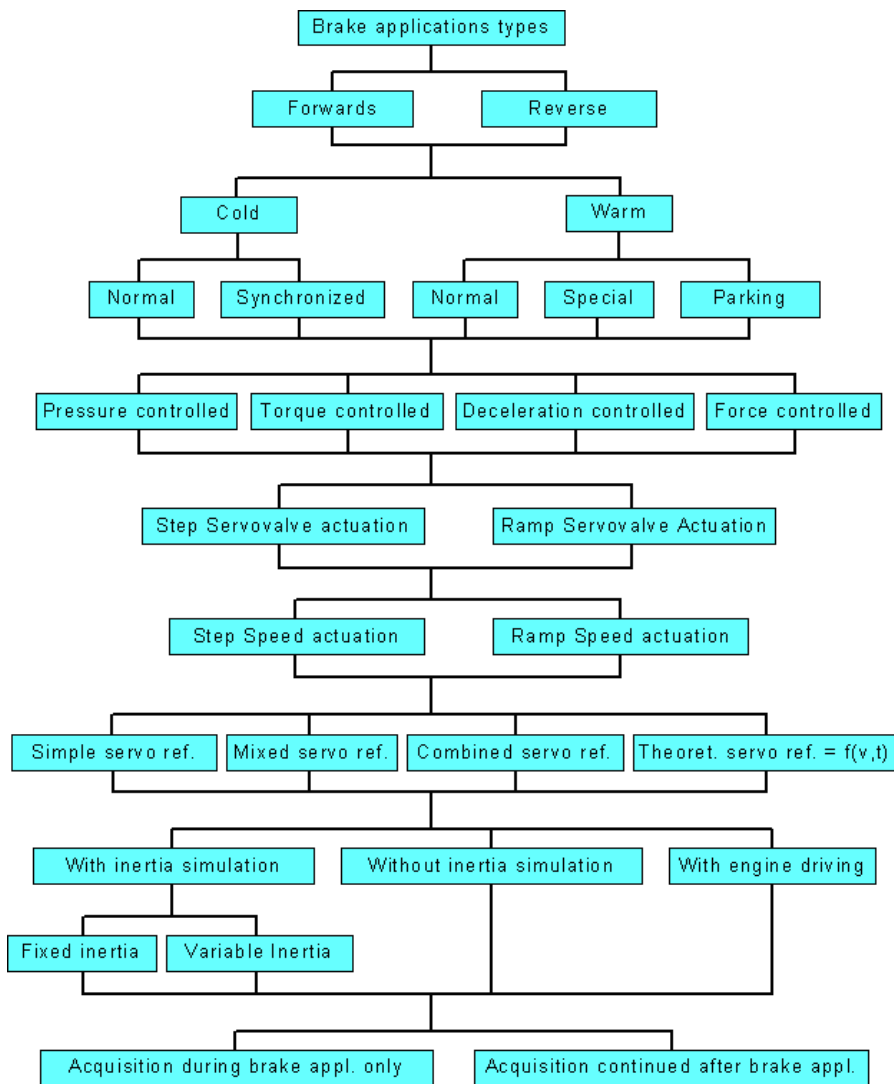 Brake applications types
Forwards
Reverse
Cold
Warm
Normal
Synchronized
Normal
Special
Parking
Pressure controlled
Torque controlled
Deceleration controlled
Force controlled
Step Servovalve actuation
Ramp Servovalve Actuation
Step Speed actuation
Ramp Speed actuation
Simple servo ref.
Mixed servo ref.
Combined servo ref.
Theoret. servo ref. = f(v,t)
With inertia simulation
Without inertia simulation
With engine driving
Fixed inertia
Variable Inertia
Acquisition during brake appl. only
Acquisition continued after brake appl.